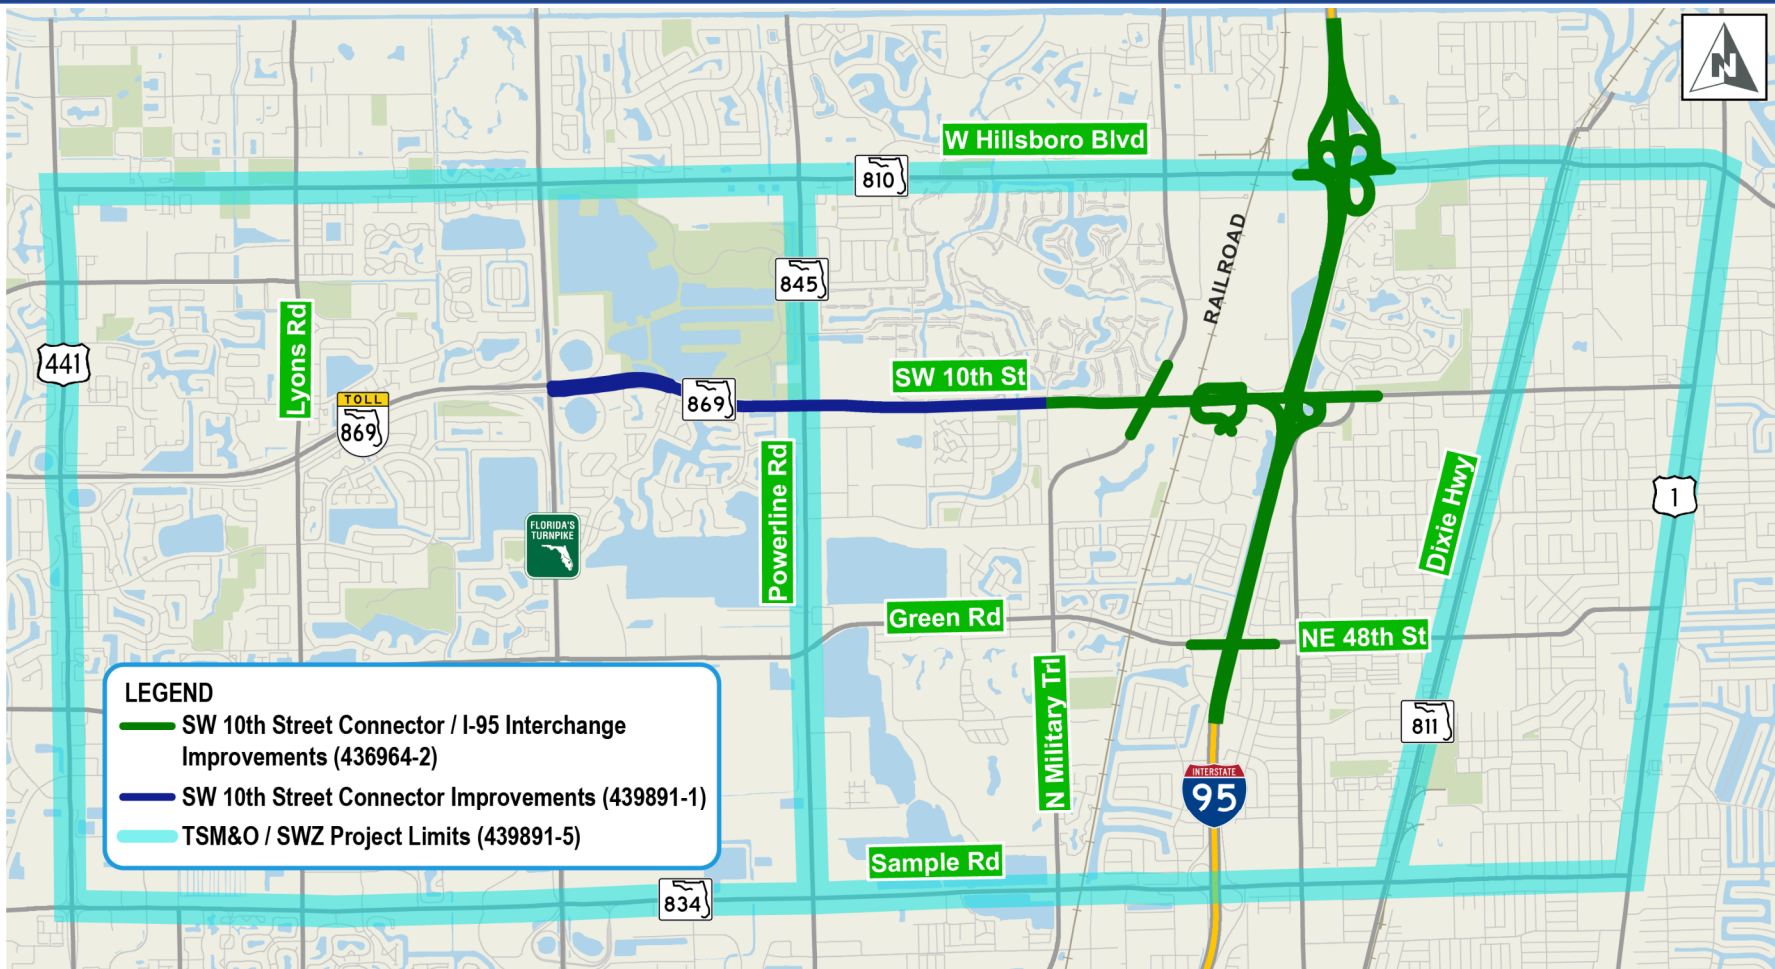 N
W Hillsboro Blvd
810
RAILROAD
845
Lyons Rd
441
SW 10th St
TOLL
869
869
Powerline Rd
Dixie Hwy
1
FLORIDA'S
TURNPIKE
Green Rd
NE 48th St
N Military Trl
811
INTERSTATE
95
Sample Rd
834
LEGEND
SW 10th Street Connector / I-95 Interchange
Improvements (436964-2)
SW 10th Street Connector Improvements (439891-1)
TSM&O / SWZ Project Limits (439891-5)